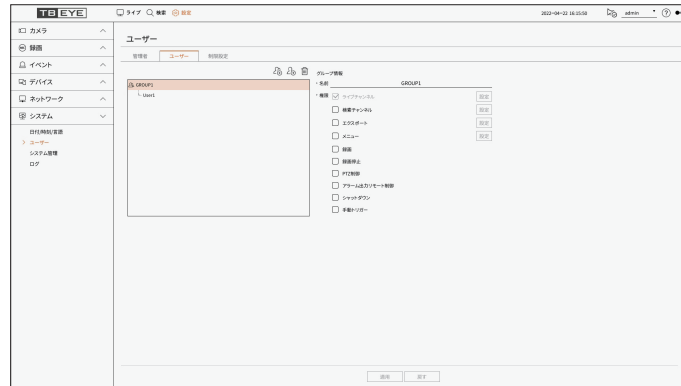 TB EYE
ライブ 検索 設定
2022-04-22 16:15:50 admin
カメラ
録画
イベント
デバイス
ネットワーク
システム
日付/時刻/言語
> ユーザー
システム管理
ログ
ユーザー
管理者 ユーザー 制限設定
GROUP1
User1
グループ情報
・名前 GROUP1
・権限 ライブチャンネル 設定
検索チャンネル 設定
エクスポート 設定
メニュー 設定
録画
録画停止
PTZ制御
アラーム出力リモート制御
シャットダウン
手動トリガー
適用 戻す